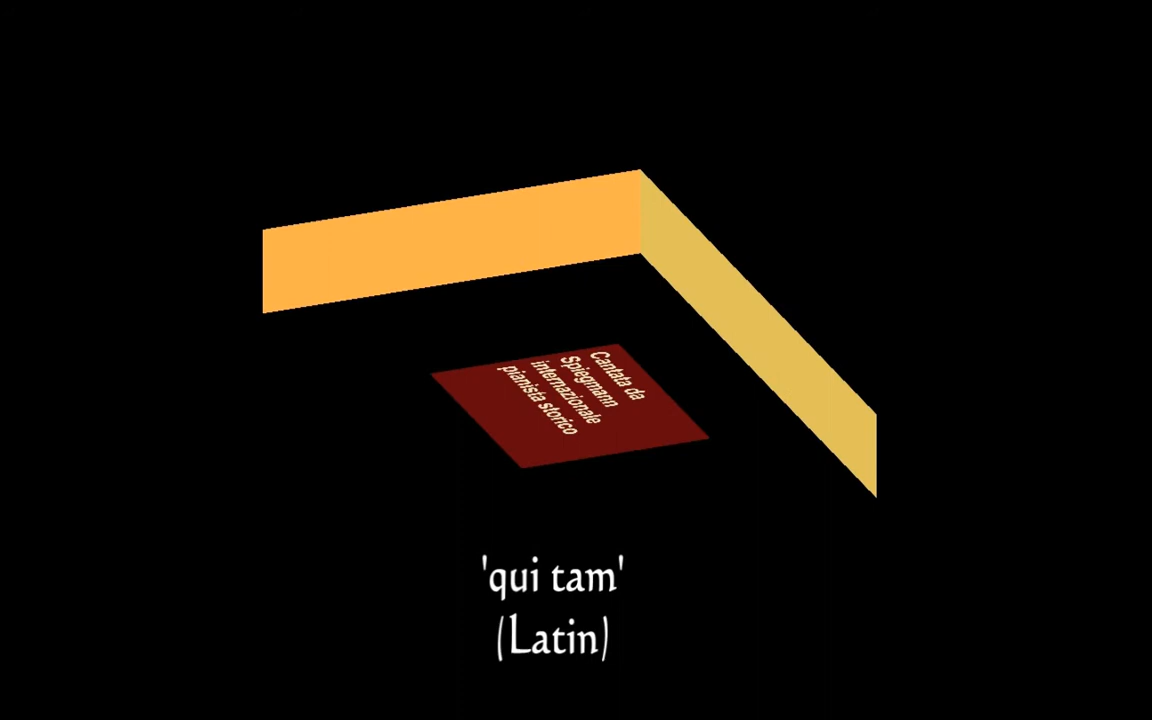 Cantata da
Spiegmann
internazionale
pianista storico
'qui tam'
(Latin)